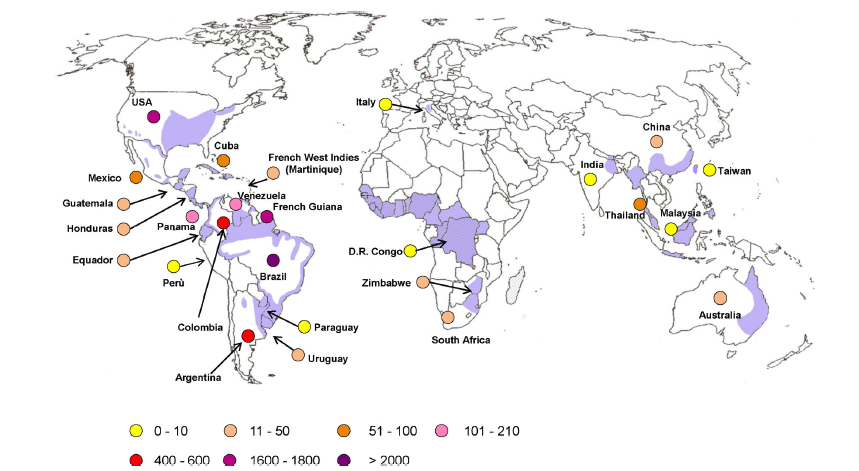 Italy
USA
China
Cuba
French West Indies
(Martinique)
India
Taiwan
Mexico
Venezuela
Guatemala
French Guiana
Thailand
Malaysia
Panama
Honduras
D.R. Congo
Equador
Brazil
Perù
Zimbabwe
Australia
Colombia
Paraguay
South Africa
Uruguay
Argentina
0 - 10 11 - 50 51 - 100 101 - 210
400 - 600 1600 - 1800 > 2000